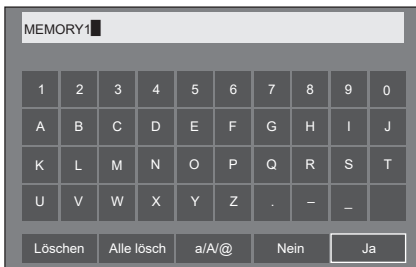 MEMORY1
1 2 3 4 5 6 7 8 9 0
A B C D E F G H I J
K L M N O P Q R S T
U V W X Y Z . – _
Löschen Alle lösch a/A/@ Nein Ja